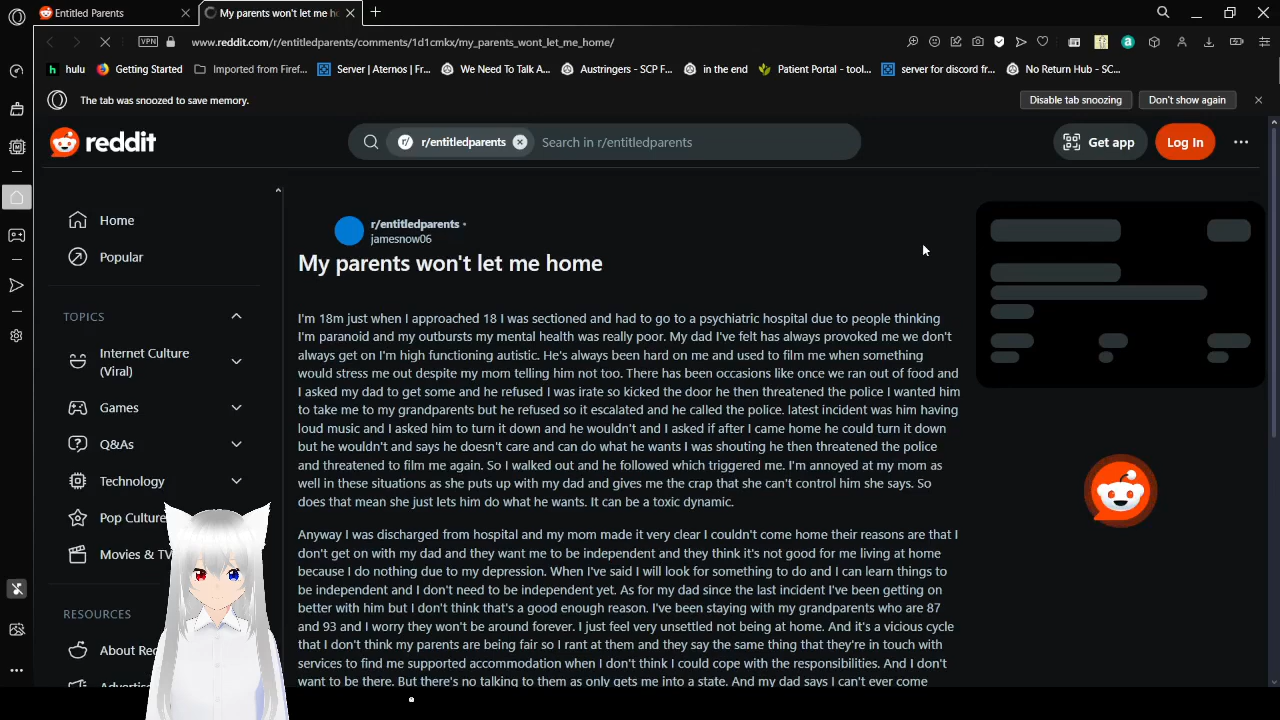 Entitled Parents
My parents won't let me h
VPN
www.reddit.com/r/entitledparents/comments/1d1cmkx/my_parents_wont_let_me_home/
hulu
Getting Started
Imported from Firef...
Server | Aternos | Fr...
We Need To Talk A...
Austringers - SCP F...
in the end
Patient Portal - tool...
server for discord fr...
No Return Hub - SC...
The tab was snoozed to save memory.
Disable tab snoozing
Don't show again
reddit
r/
r/entitledparents
Search in r/entitledparents
Get app
Log In
Home
Popular
TOPICS
Internet Culture
(Viral)
Games
Q&As
Technology
Pop Culture
Movies & TV
RESOURCES
About Red
Advertise
r/entitledparents •
jamesnow06
My parents won't let me home
I'm 18m just when I approached 18 I was sectioned and had to go to a psychiatric hospital due to people thinking
I'm paranoid and my outbursts my mental health was really poor. My dad I've felt has always provoked me we don't
always get on I'm high functioning autistic. He's always been hard on me and used to film me when something
would stress me out despite my mom telling him not too. There has been occasions like once we ran out of food and
I asked my dad to get some and he refused I was irate so kicked the door he then threatened the police I wanted him
to take me to my grandparents but he refused so it escalated and he called the police. latest incident was him having
loud music and I asked him to turn it down and he wouldn't and I asked if after I came home he could turn it down
but he wouldn't and says he doesn't care and can do what he wants I was shouting he then threatened the police
and threatened to film me again. So I walked out and he followed which triggered me. I'm annoyed at my mom as
well in these situations as she puts up with my dad and gives me the crap that she can't control him she says. So
does that mean she just lets him do what he wants. It can be a toxic dynamic.
Anyway I was discharged from hospital and my mom made it very clear I couldn't come home their reasons are that I
don't get on with my dad and they want me to be independent and they think it's not good for me living at home
because I do nothing due to my depression. When I've said I will look for something to do and I can learn things to
be independent and I don't need to be independent yet. As for my dad since the last incident I've been getting on
better with him but I don't think that's a good enough reason. I've been staying with my grandparents who are 87
and 93 and I worry they won't be around forever. I just feel very unsettled not being at home. And it's a vicious cycle
that I don't think my parents are being fair so I rant at them and they say the same thing that they're in touch with
services to find me supported accommodation when I don't think I could cope with the responsibilities. And I don't
want to be there. But there's no talking to them as only gets me into a state. And my dad says I can't ever come